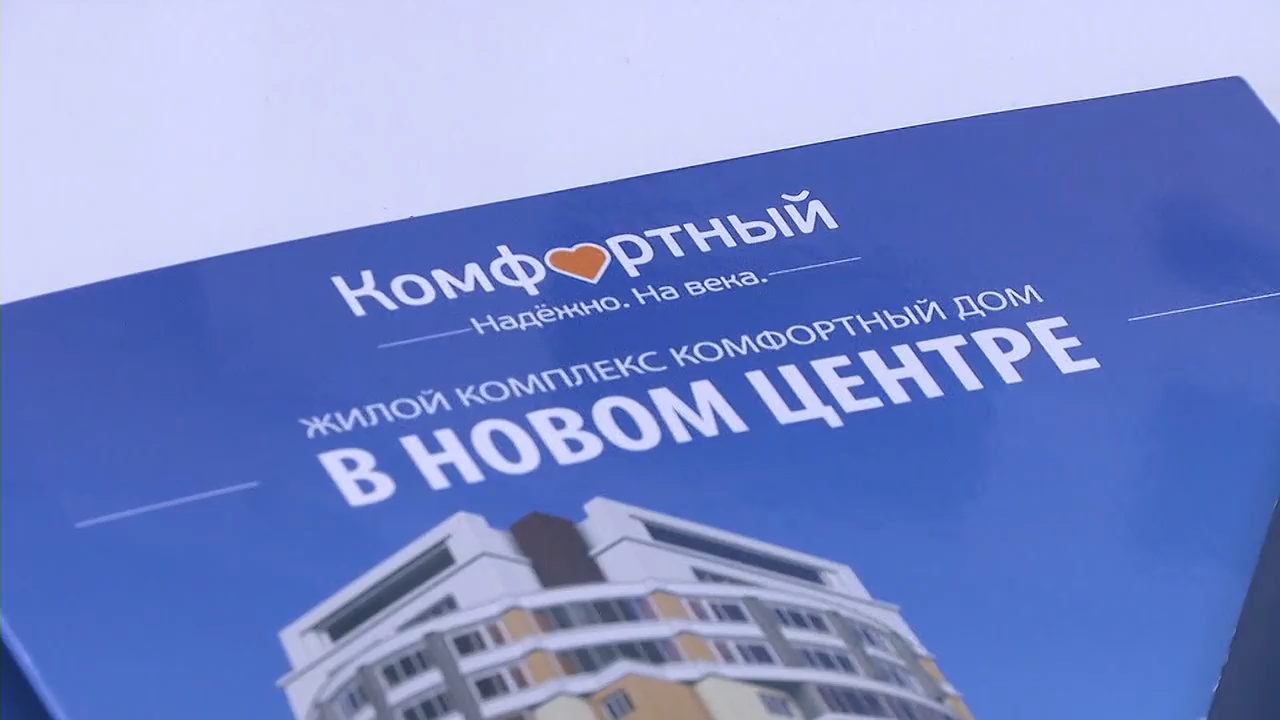 Комфортный
Надёжно. На века.
ЖИЛОЙ КОМПЛЕКС КОМФОРТНЫЙ ДОМ
В НОВОМ ЦЕНТРЕ